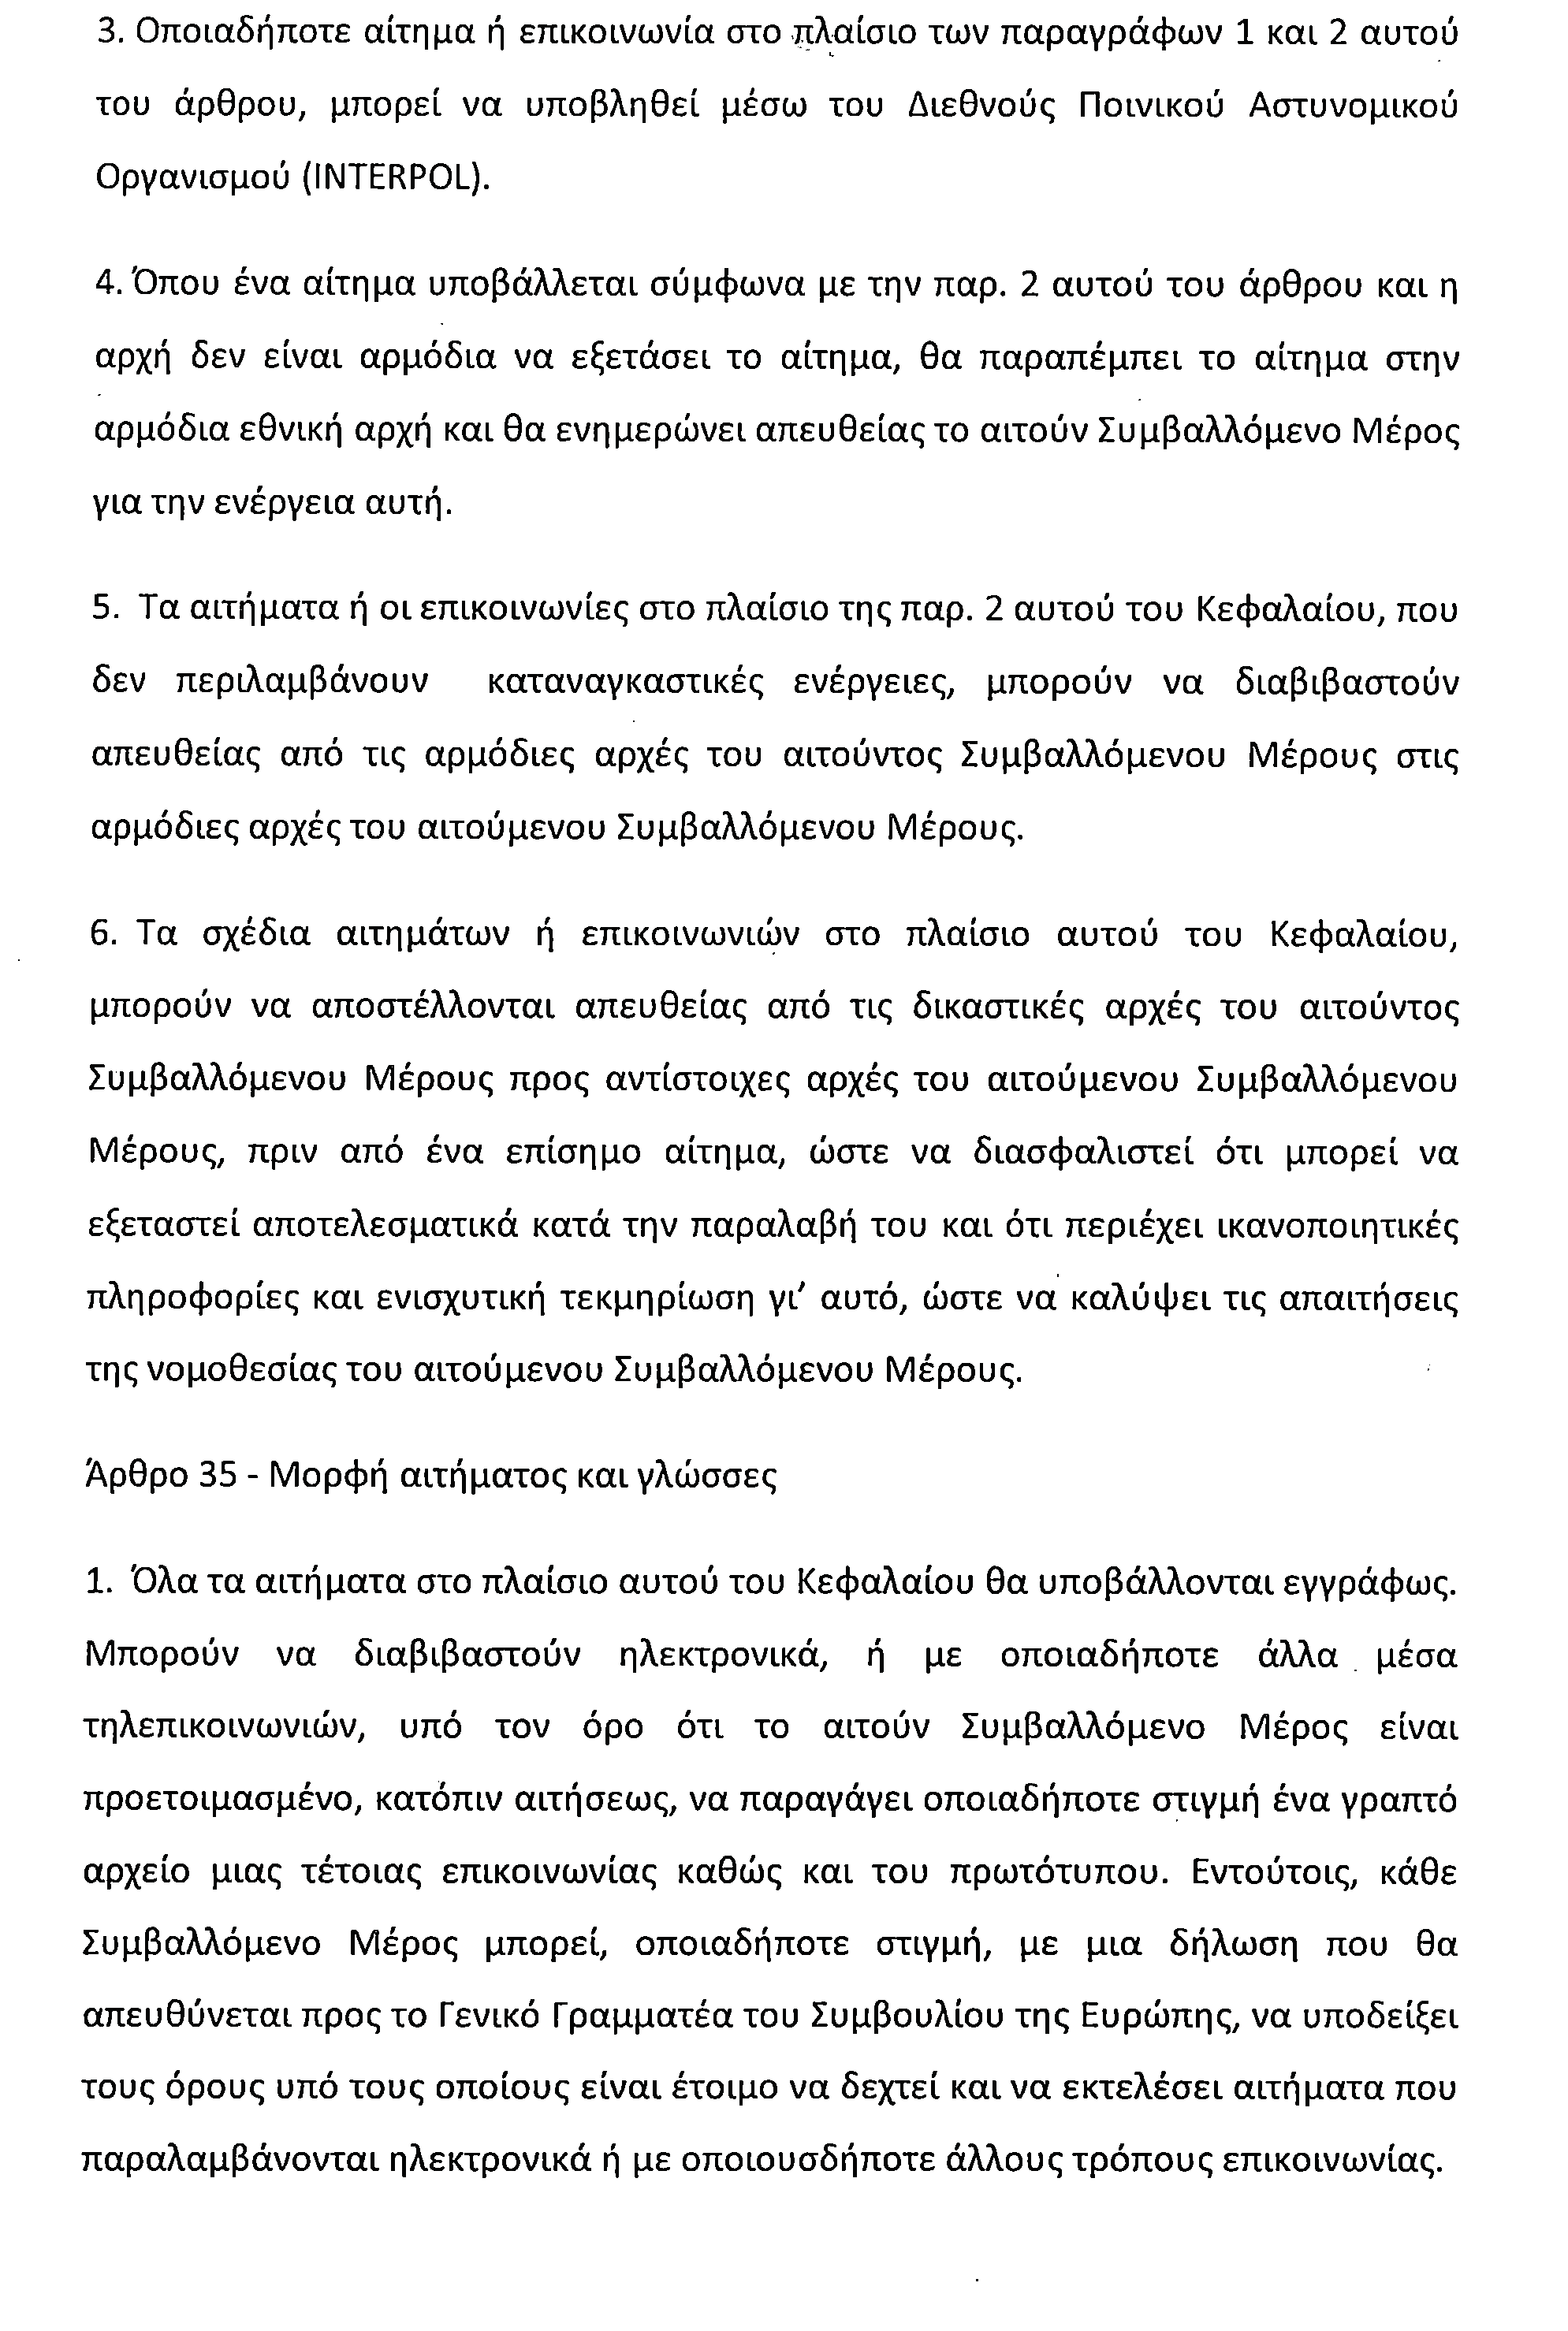 3. Οποιαδήποτε αίτημα ή επικοινωνία στο πλαίσιο των παραγράφων 1 και 2 αυτού
του άρθρου, μπορεί να υποβληθεί μέσω του Διεθνούς Ποινικού Αστυνομικού
Οργανισμού (INTERPOL).
4. Όπου ένα αίτημα υποβάλλεται σύμφωνα με την παρ. 2 αυτού του άρθρου και η
αρχή δεν είναι αρμόδια να εξετάσει το αίτημα, θα παραπέμπει το αίτημα στην
αρμόδια εθνική αρχή και θα ενημερώνει απευθείας το αιτούν Συμβαλλόμενο Μέρος
για την ενέργεια αυτή.
5. Τα αιτήματα ή οι επικοινωνίες στο πλαίσιο της παρ. 2 αυτού του Κεφαλαίου, που
δεν περιλαμβάνουν καταναγκαστικές ενέργειες, μπορούν να διαβιβαστούν
απευθείας από τις αρμόδιες αρχές του αιτούντος Συμβαλλόμενου Μέρους στις
αρμόδιες αρχές του αιτούμενου Συμβαλλόμενου Μέρους.
6. Τα σχέδια αιτημάτων ή επικοινωνιών στο πλαίσιο αυτού του Κεφαλαίου,
μπορούν να αποστέλλονται απευθείας από τις δικαστικές αρχές του αιτούντος
Συμβαλλόμενου Μέρους προς αντίστοιχες αρχές του αιτούμενου Συμβαλλόμενου
Μέρους, πριν από ένα επίσημο αίτημα, ώστε να διασφαλιστεί ότι μπορεί να
εξεταστεί αποτελεσματικά κατά την παραλαβή του και ότι περιέχει ικανοποιητικές
πληροφορίες και ενισχυτική τεκμηρίωση γι' αυτό, ώστε να καλύψει τις απαιτήσεις
της νομοθεσίας του αιτούμενου Συμβαλλόμενου Μέρους.
Άρθρο 35 - Μορφή αιτήματος και γλώσσες
1. Όλα τα αιτήματα στο πλαίσιο αυτού του Κεφαλαίου θα υποβάλλονται εγγράφως.
Μπορούν να διαβιβαστούν ηλεκτρονικά, ή με οποιαδήποτε άλλα μέσα
τηλεπικοινωνιών, υπό τον όρο ότι το αιτούν Συμβαλλόμενο Μέρος είναι
προετοιμασμένο, κατόπιν αιτήσεως, να παραγάγει οποιαδήποτε στιγμή ένα γραπτό
αρχείο μιας τέτοιας επικοινωνίας καθώς και του πρωτότυπου. Εντούτοις, κάθε
Συμβαλλόμενο Μέρος μπορεί, οποιαδήποτε στιγμή, με μια δήλωση που θα
απευθύνεται προς το Γενικό Γραμματέα του Συμβουλίου της Ευρώπης, να υποδείξει
τους όρους υπό τους οποίους είναι έτοιμο να δεχτεί και να εκτελέσει αιτήματα που
παραλαμβάνονται ηλεκτρονικά ή με οποιουσδήποτε άλλους τρόπους επικοινωνίας.